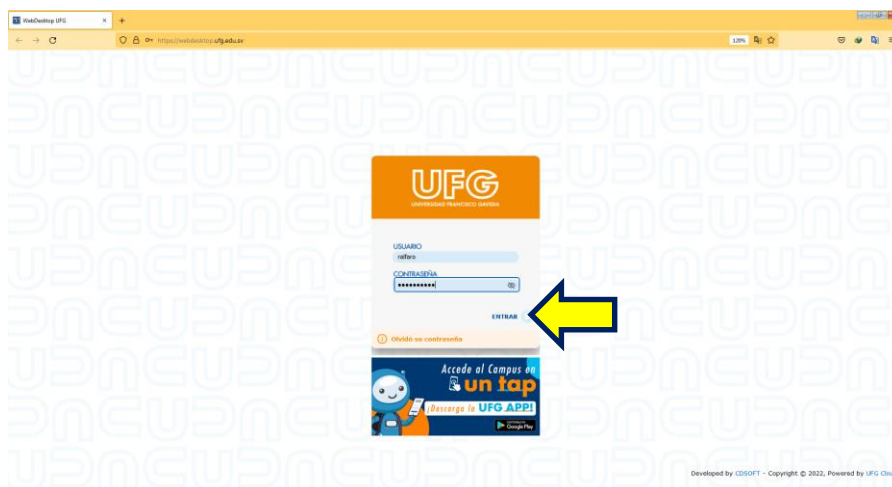 WebDesktop UFG
https://webdesktop.ufg.edu.sv
120%
UFG
UNIVERSIDAD FRANCISCO GAVIDIA
USUARIO
ralfaro
CONTRASEÑA
ENTRAR
Olvidó su contraseña
Accede al Campus en
un tap
¡Descarga la UFG APP!
Google Play
Developed by CDSOFT - Copyright © 2022, Powered by UFG